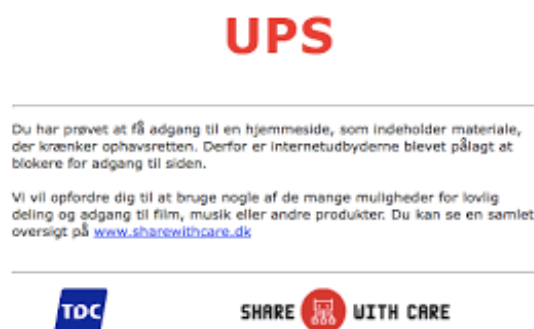 UPS
Du har prøvet at få adgang til en hjemmeside, som indeholder materiale,
der krænker ophavsretten. Derfor er internetudbyderne blevet pålagt at
blokere for adgang til siden.
Vi vil opfordre dig til at bruge nogle af de mange muligheder for lovlig
deling og adgang til film, musik eller andre produkter. Du kan se en samlet
oversigt på www.sharewithcare.dk
TDC
SHARE WITH CARE